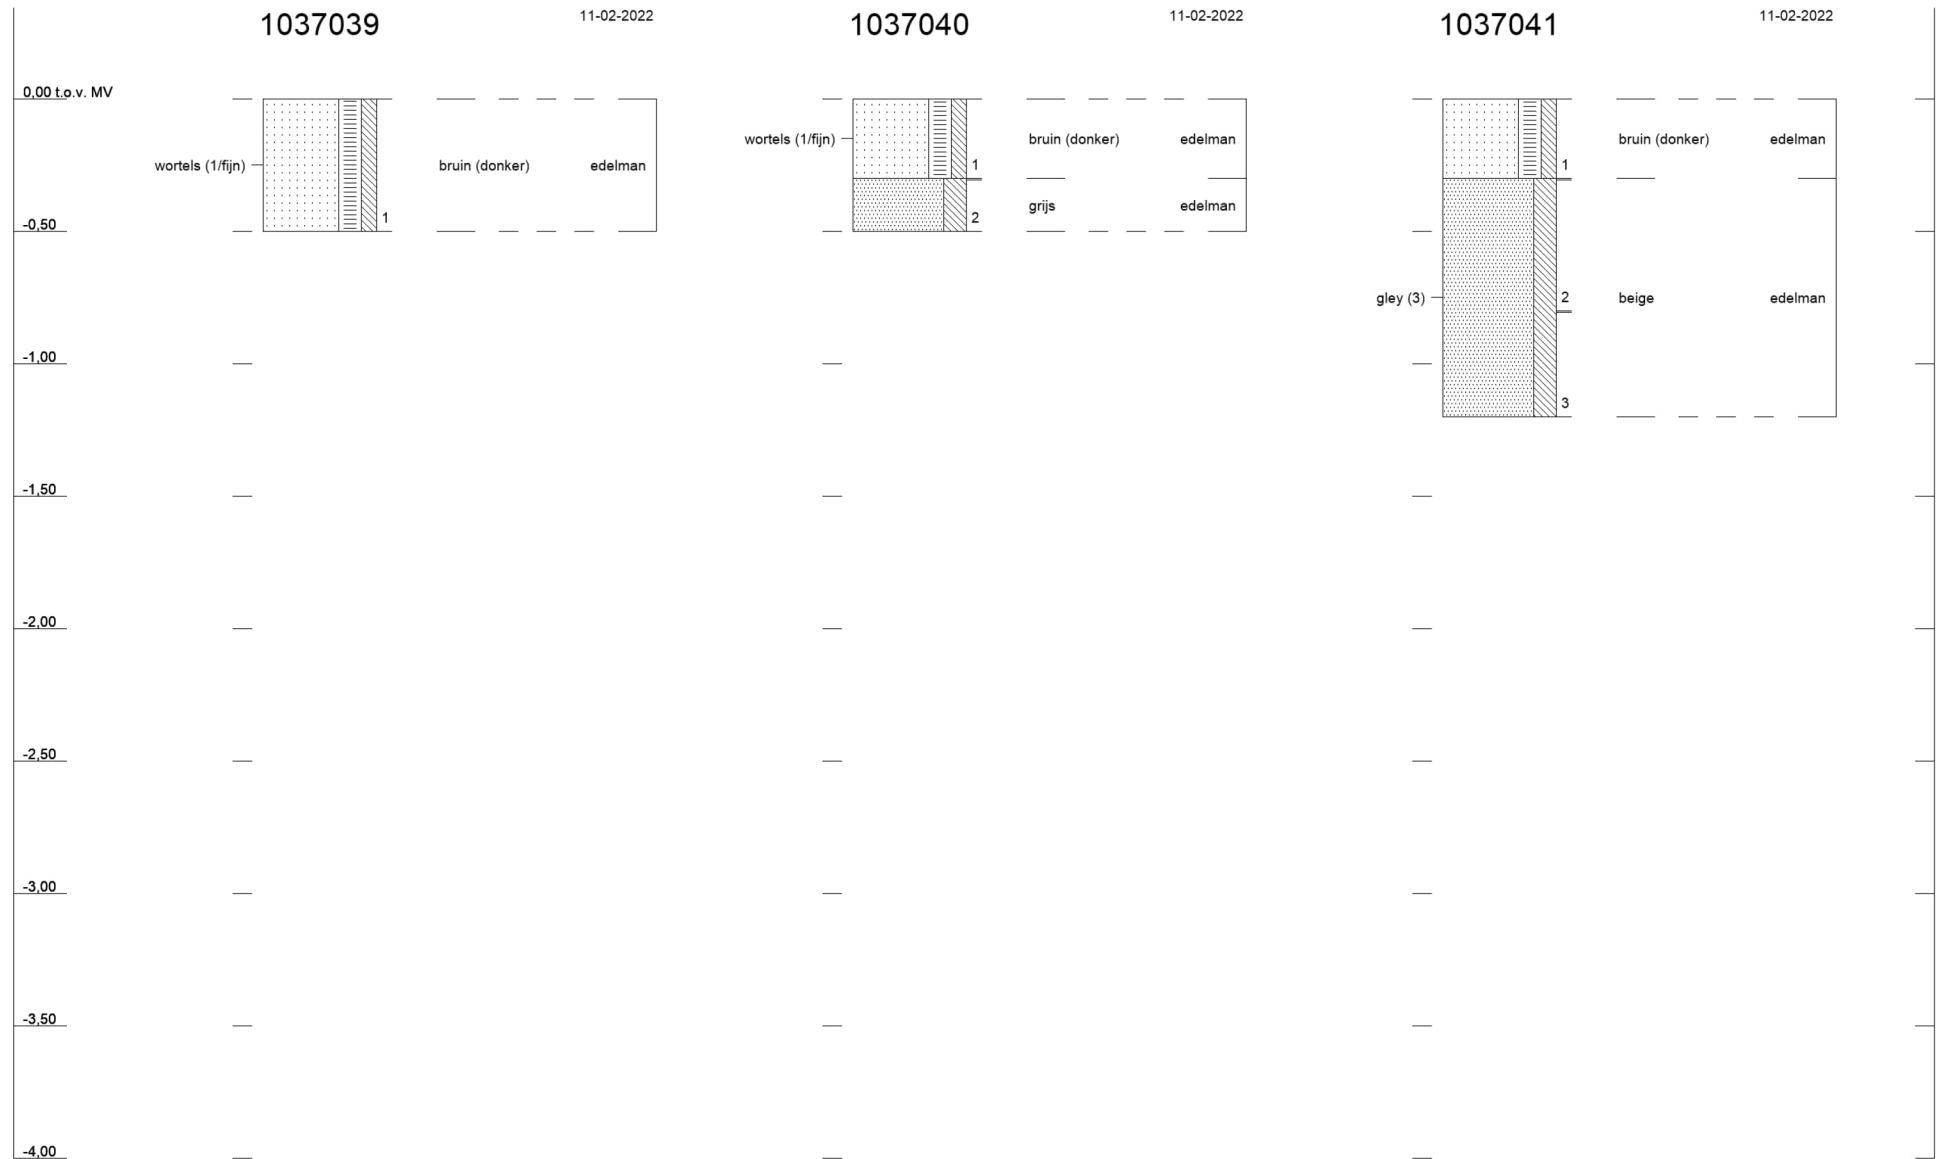 1037039 11-02-2022 1037040 11-02-2022 1037041 11-02-2022
0,00 t.o.v. MV
wortels (1/fijn) bruin (donker) edelman
1
wortels (1/fijn) bruin (donker) edelman
1
grijs edelman
2
bruin (donker) edelman
1
gley (3) 2 beige edelman
3
-0,50
-1,00
-1,50
-2,00
-2,50
-3,00
-3,50
-4,00